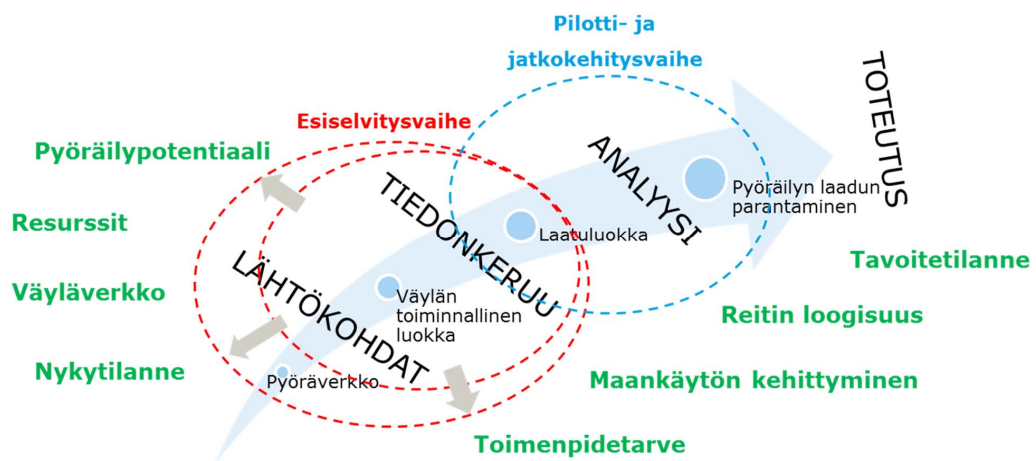 Pilotti- ja
jatkokehitysvaihe
TOTEUTUS
Esiselvitysvaihe
Pyöräilypotentiaali
ANALYYSI
Pyöräilyn laadun
parantaminen
TIEDONKERUU
Resurssit
Laatuluokka
Tavoitetilanne
LÄHTÖKOHDAT
Väyläverkko
Väylän
toiminnallinen
luokka
Reitin loogisuus
Nykytilanne
Pyöräverkko
Maankäytön kehittyminen
Toimenpidetarve